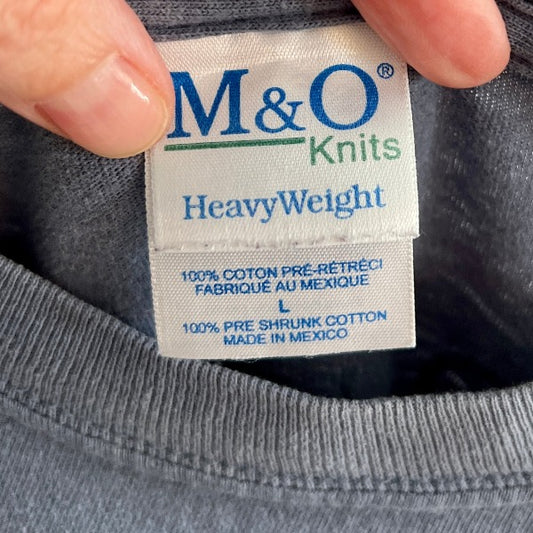 M&O®
Knits
HeavyWeight
100% COTON PRÉ-RÉTRÉCI
FABRIQUÉ AU MEXIQUE
L
100% PRE SHRUNK COTTON
MADE IN MEXICO